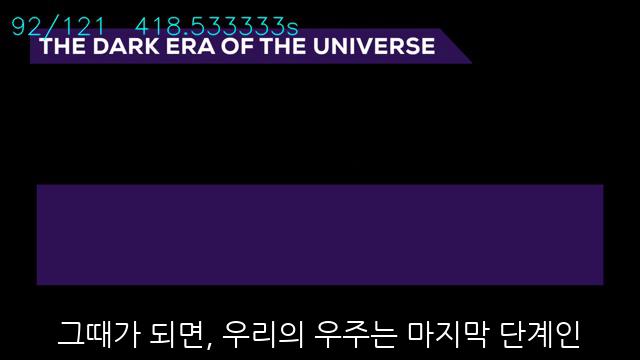 92/121 418.533333s
THE DARK ERA OF THE UNIVERSE
그때가 되면, 우리의 우주는 마지막 단계인